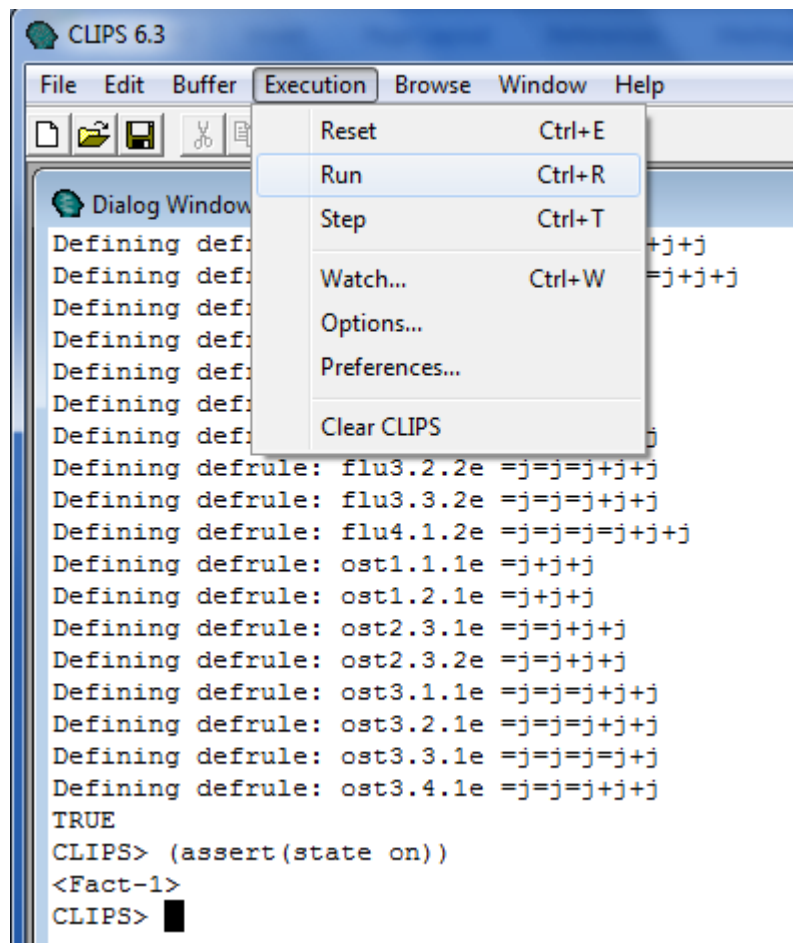 CLIPS 6.3
File Edit Buffer Execution Browse Window Help
Reset Ctrl+E
Run Ctrl+R
Step Ctrl+T
Watch... Ctrl+W
Options...
Preferences...
Clear CLIPS
Dialog Window
Defining def +j+j
Defining def =j+j+j
Defining def
Defining def
Defining def
Defining def
Defining def j
Defining defrule: flu3.2.2e =j=j=j+j+j
Defining defrule: flu3.3.2e =j=j=j+j+j
Defining defrule: flu4.1.2e =j=j=j=j+j+j
Defining defrule: ost1.1.1e =j+j+j
Defining defrule: ost1.2.1e =j+j+j
Defining defrule: ost2.3.1e =j=j+j+j
Defining defrule: ost2.3.2e =j=j+j+j
Defining defrule: ost3.1.1e =j=j=j+j+j
Defining defrule: ost3.2.1e =j=j=j+j+j
Defining defrule: ost3.3.1e =j=j=j=j+j
Defining defrule: ost3.4.1e =j=j=j+j+j
TRUE
CLIPS> (assert(state on))
<Fact-1>
CLIPS>